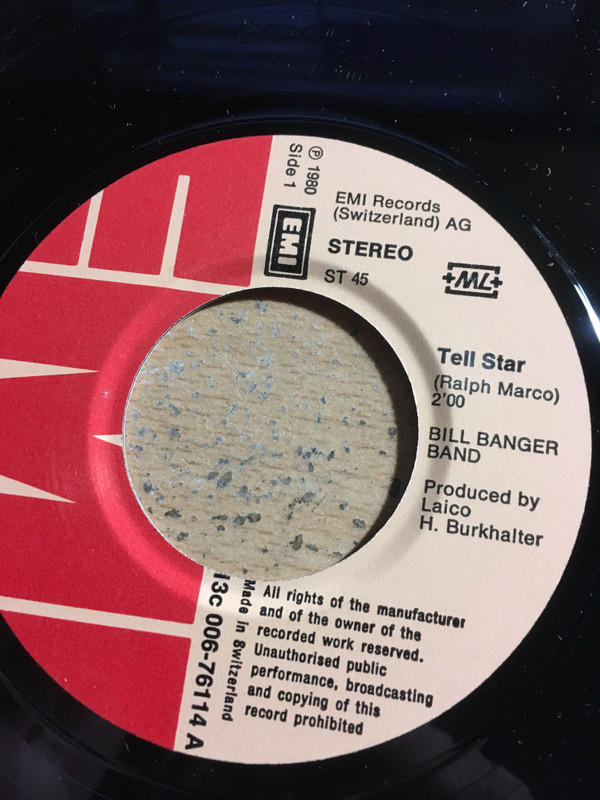 ℗ 1980
Side 1
EMI
EMI Records
(Switzerland) AG
STEREO
ST 45
Tell Star
(Ralph Marco)
2'00
BILL BANGER
BAND
Produced by
Laico
H. Burkhalter
All rights of the manufacturer
and of the owner of the
recorded work reserved.
Unauthorised public
performance, broadcasting
and copying of this
record prohibited
Made in Switzerland
13c 006-76114 A